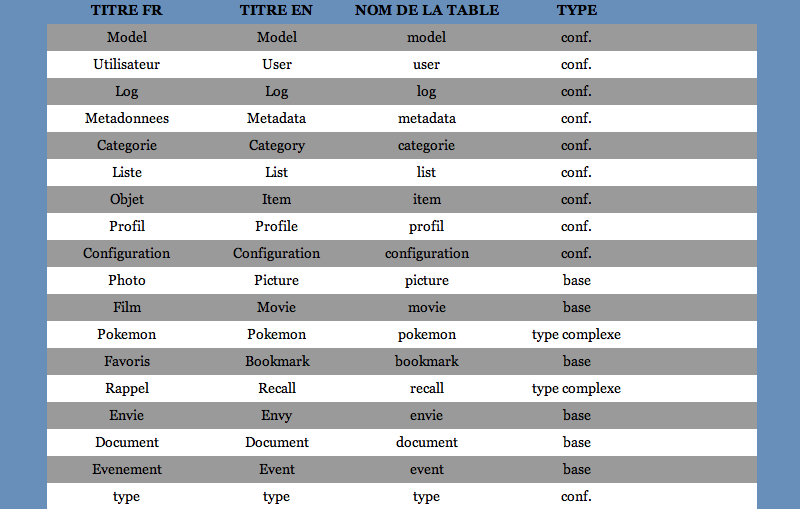 TITRE FR TITRE EN NOM DE LA TABLE TYPE
Model Model model conf.
Utilisateur User user conf.
Log Log log conf.
Metadonnees Metadata metadata conf.
Categorie Category categorie conf.
Liste List list conf.
Objet Item item conf.
Profil Profile profil conf.
Configuration Configuration configuration conf.
Photo Picture picture base
Film Movie movie base
Pokemon Pokemon pokemon type complexe
Favoris Bookmark bookmark base
Rappel Recall recall type complexe
Envie Envy envie base
Document Document document base
Evenement Event event base
type type type conf.